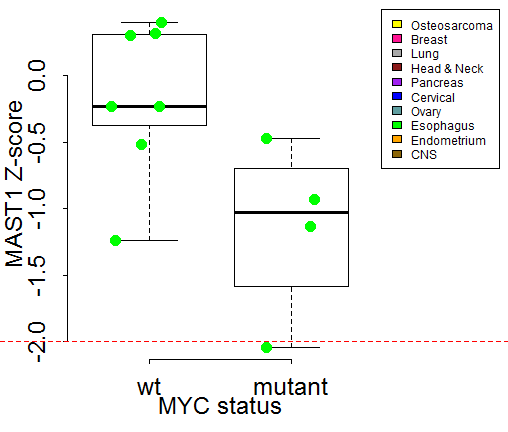 MAST1 Z-score
0.0
-0.5
-1.0
-1.5
-2.0
wt mutant
MYC status
Osteosarcoma
Breast
Lung
Head & Neck
Pancreas
Cervical
Ovary
Esophagus
Endometrium
CNS